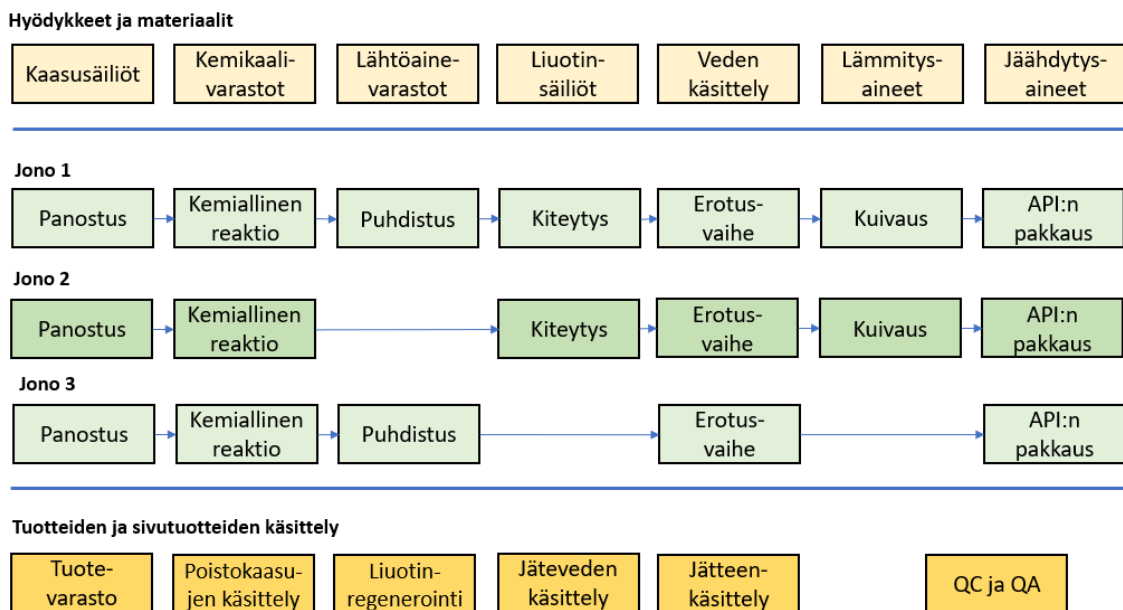 Hyödykkeet ja materiaalit
Kaasusäiliöt
Kemikaali-
varastot
Lähtöaine-
varastot
Liuotin-
säiliöt
Veden
käsittely
Lämmitys-
aineet
Jäähdytys-
aineet
Jono 1
Panostus
Kemiallinen
reaktio
Puhdistus
Kiteytys
Erotus-
vaihe
Kuivaus
API:n
pakkaus
Jono 2
Panostus
Kemiallinen
reaktio
Kiteytys
Erotus-
vaihe
Kuivaus
API:n
pakkaus
Jono 3
Panostus
Kemiallinen
reaktio
Puhdistus
Erotus-
vaihe
API:n
pakkaus
Tuotteiden ja sivutuotteiden käsittely
Tuote-
varasto
Poistokaasu-
jen käsittely
Liuotin-
regenerointi
Jäteveden
käsittely
Jätteen-
käsittely
QC ja QA